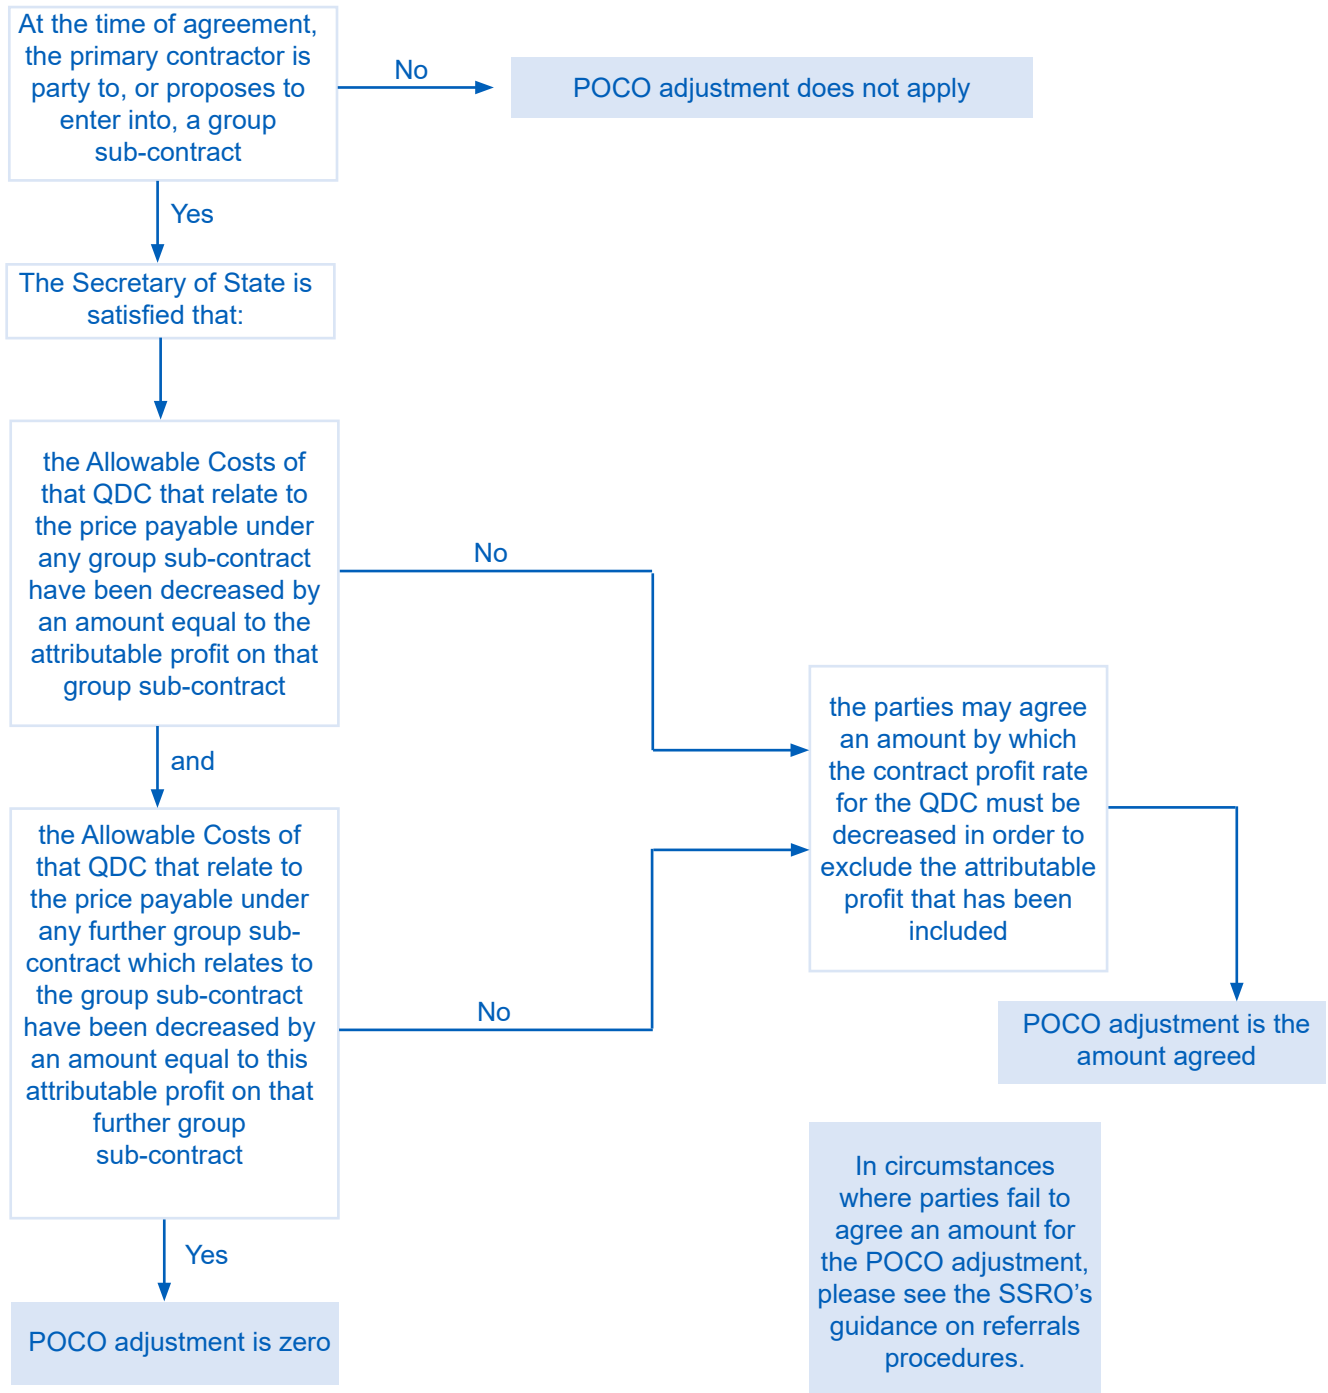 At the time of agreement,
the primary contractor is
party to, or proposes to
enter into, a group
sub-contract
No
POCO adjustment does not apply
Yes
The Secretary of State is
satisfied that:
the Allowable Costs of
that QDC that relate to
the price payable under
any group sub-contract
have been decreased by
an amount equal to the
attributable profit on that
group sub-contract
No
and
the Allowable Costs of
that QDC that relate to
the price payable under
any further group sub-
contract which relates to
the group sub-contract
have been decreased by
an amount equal to this
attributable profit on that
further group
sub-contract
No
the parties may agree
an amount by which
the contract profit rate
for the QDC must be
decreased in order to
exclude the attributable
profit that has been
included
POCO adjustment is the
amount agreed
Yes
POCO adjustment is zero
In circumstances
where parties fail to
agree an amount for
the POCO adjustment,
please see the SSRO's
guidance on referrals
procedures.